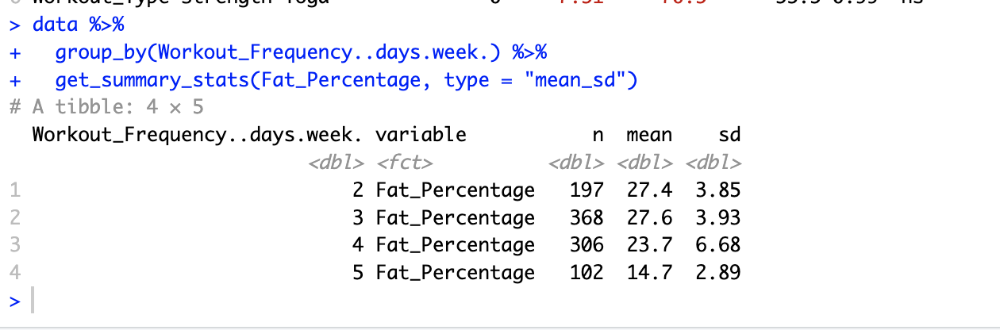 > data %>%
+   group_by(Workout_Frequency..days.week.) %>%
+   get_summary_stats(Fat_Percentage, type = "mean_sd")
# A tibble: 4 × 5
  Workout_Frequency..days.week. variable           n  mean    sd
                          <dbl> <fct>          <dbl> <dbl> <dbl>
1                             2 Fat_Percentage   197  27.4  3.85
2                             3 Fat_Percentage   368  27.6  3.93
3                             4 Fat_Percentage   306  23.7  6.68
4                             5 Fat_Percentage   102  14.7  2.89
>